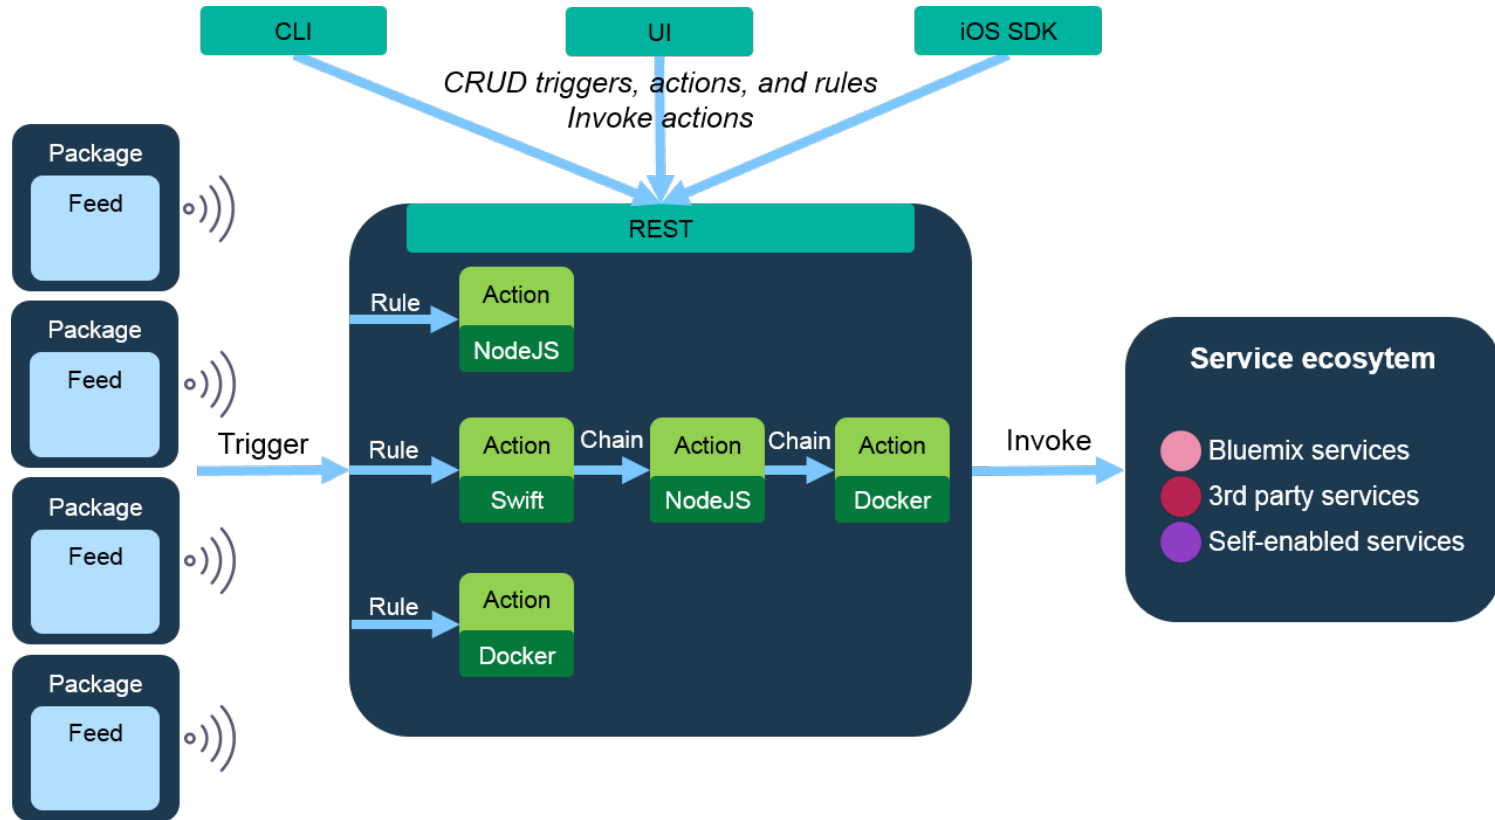 CLI
UI
iOS SDK
CRUD triggers, actions, and rules
Invoke actions
Package
Feed
Package
Feed
Package
Feed
Package
Feed
Trigger
REST
Rule
Action
NodeJS
Rule
Action
Swift
Chain
Action
NodeJS
Chain
Action
Docker
Rule
Action
Docker
Invoke
Service ecosytem
Bluemix services
3rd party services
Self-enabled services